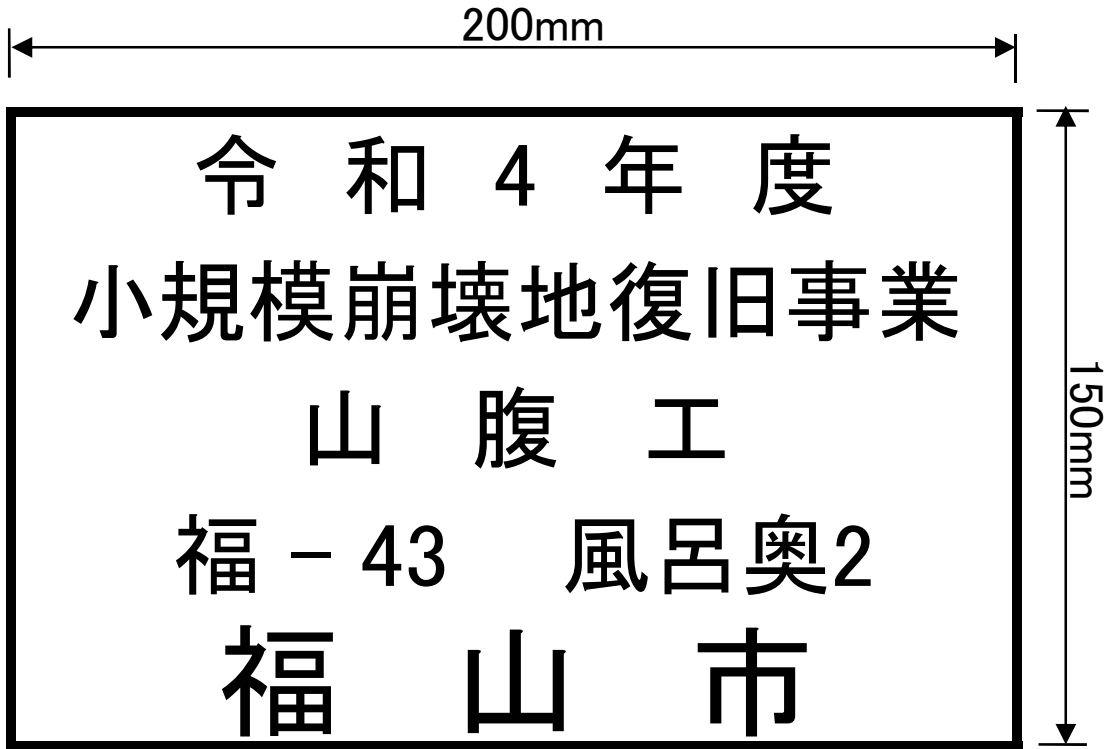 200mm
令和4年度
小規模崩壊地復旧事業
山腹工
福－43　風呂奥2
福山市
150mm